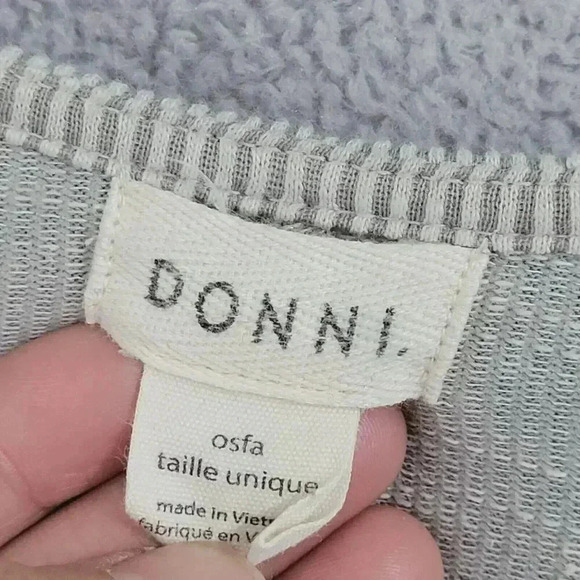 DONNI.
osfa
taille unique
made in
fabriqué en